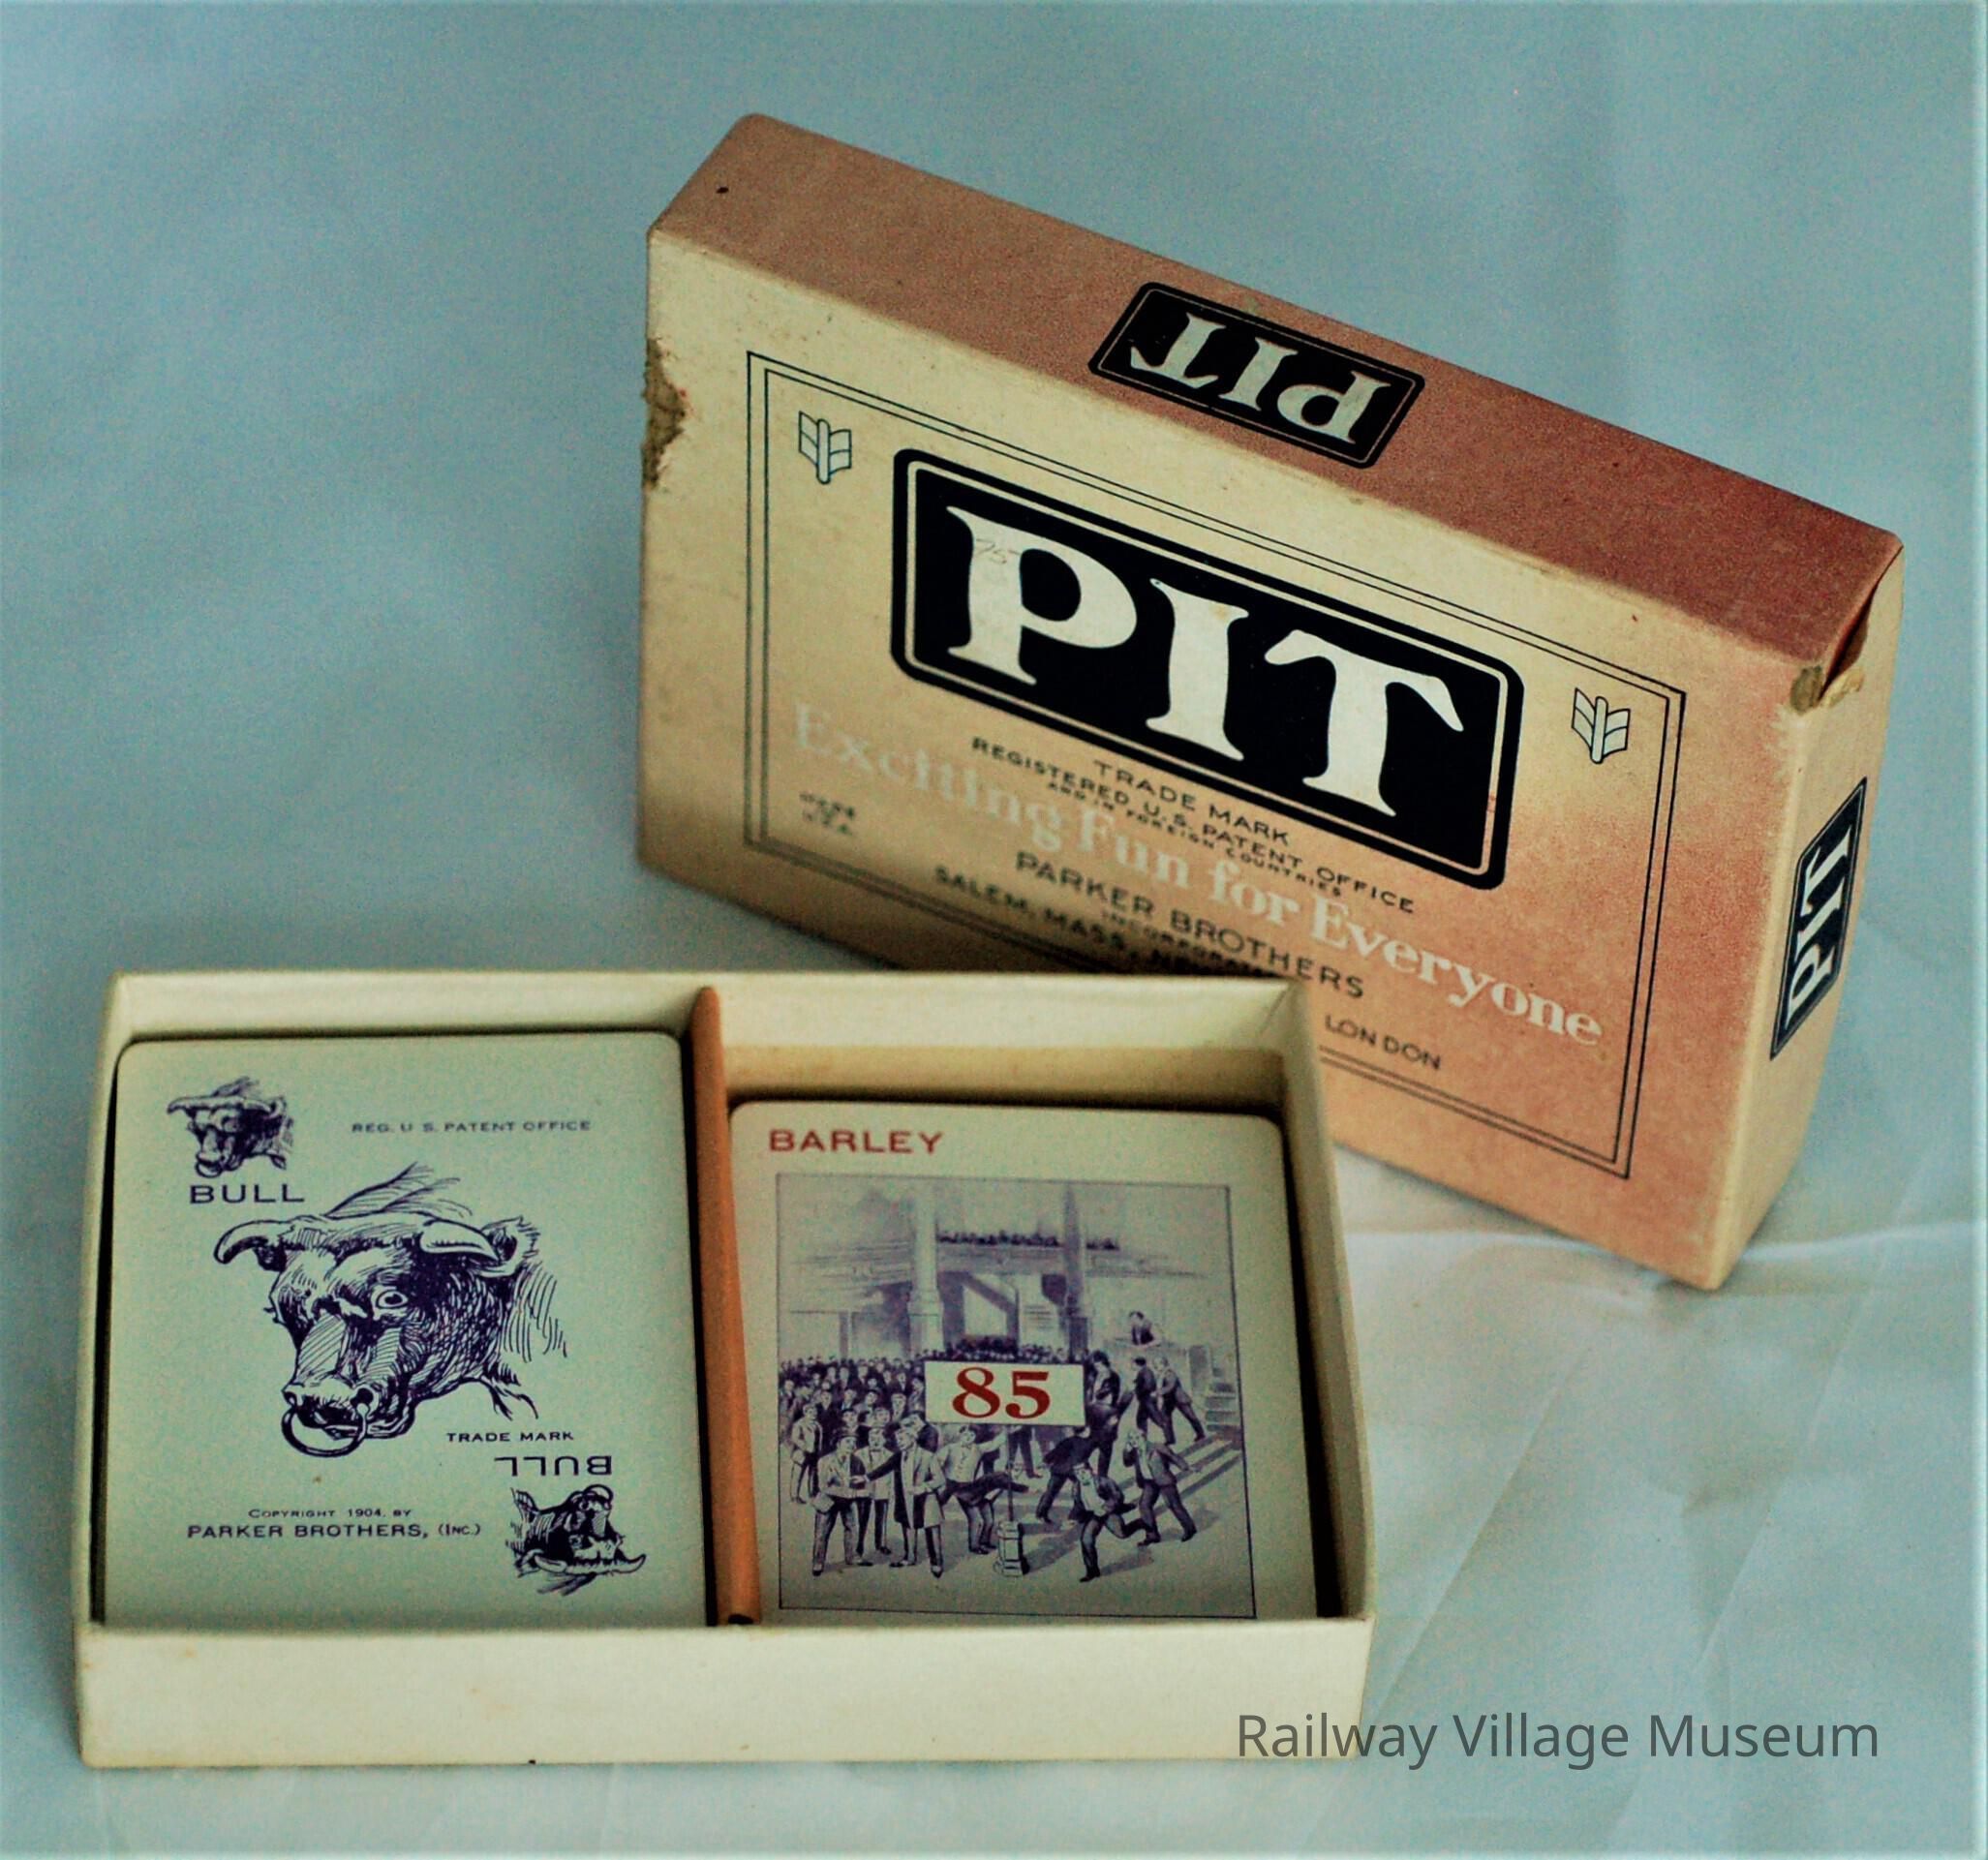 PIT
PIT
TRADE MARK
REGISTERED U.S. PATENT OFFICE
AND IN FOREIGN COUNTRIES
Exciting Fun for Everyone
PARKER BROTHERS
INCORPORATED
SALEM, MASS.,
LONDON
PIT
REG. U S. PATENT OFFICE
BULL
TRADE MARK
BULL
COPYRIGHT 1904, BY
PARKER BROTHERS, (INC.)
BARLEY
85
Railway Village Museum